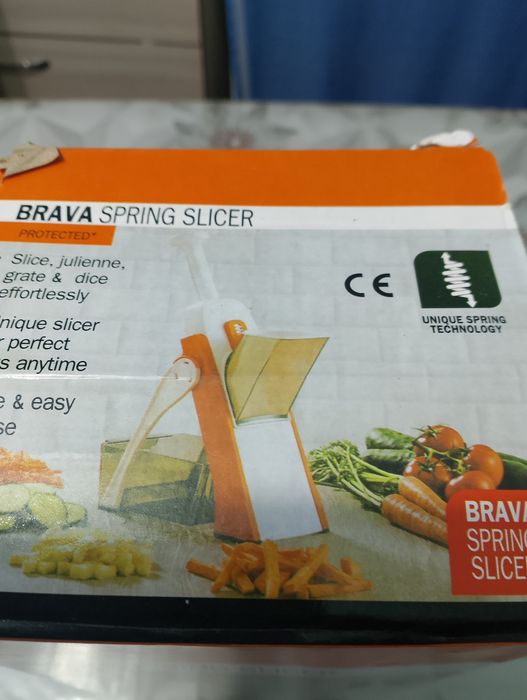 BRAVA SPRING SLICER
PROTECTED*
Slice, julienne,
grate & dice
effortlessly
nique slicer
perfect
s anytime
& easy
se
CE
UNIQUE SPRING
TECHNOLOGY
BRAVA
SPRING
SLICE